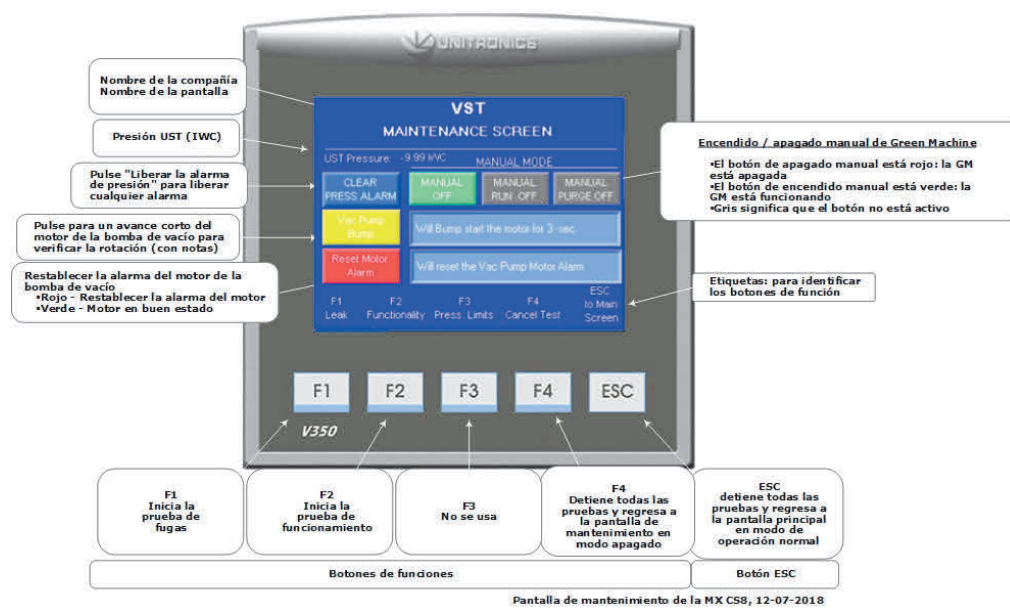 UNITRONICS
Nombre de la compañía
Nombre de la pantalla
VST
MAINTENANCE SCREEN
Presión UST (IWC)
UST Pressure: -9.99 IWC
MANUAL MODE
Encendido / apagado manual de Green Machine
▪El botón de apagado manual está rojo: la GM
está apagada
▪El botón de encendido manual está verde: la
GM está funcionando
▪Gris significa que el botón no está activo
Pulse "Liberar la alarma
de presión" para liberar
cualquier alarma
CLEAR
PRESS ALARM
MANUAL
OFF
MANUAL
RUN OFF
MANUAL
PURGE OFF
Pulse para un avance corto del
motor de la bomba de vacío para
verificar la rotación (con notas)
Vac Pump
Bump
Will Bump start the motor for 3-sec.
Restablecer la alarma del motor de la
bomba de vacío
▪Rojo - Restablecer la alarma del motor
▪Verde - Motor en buen estado
Reset Motor
Alarm
Will reset the Vac Pump Motor Alarm
Etiquetas: para identificar
los botones de función
F1
Leak
F2
Functionality
F3
Press. Limits
F4
Cancel Test
ESC
to Main
Screen
F1
F2
F3
F4
ESC
V350
F1
Inicia la
prueba de
fugas
F2
Inicia la
prueba de
funcionamiento
F3
No se usa
F4
Detiene todas las
pruebas y regresa a
la pantalla de
mantenimiento en
modo apagado
ESC
detiene todas las
pruebas y regresa a
la pantalla principal
en modo de
operación normal
Botones de funciones
Botón ESC
Pantalla de mantenimiento de la MX CS8, 12-07-2018